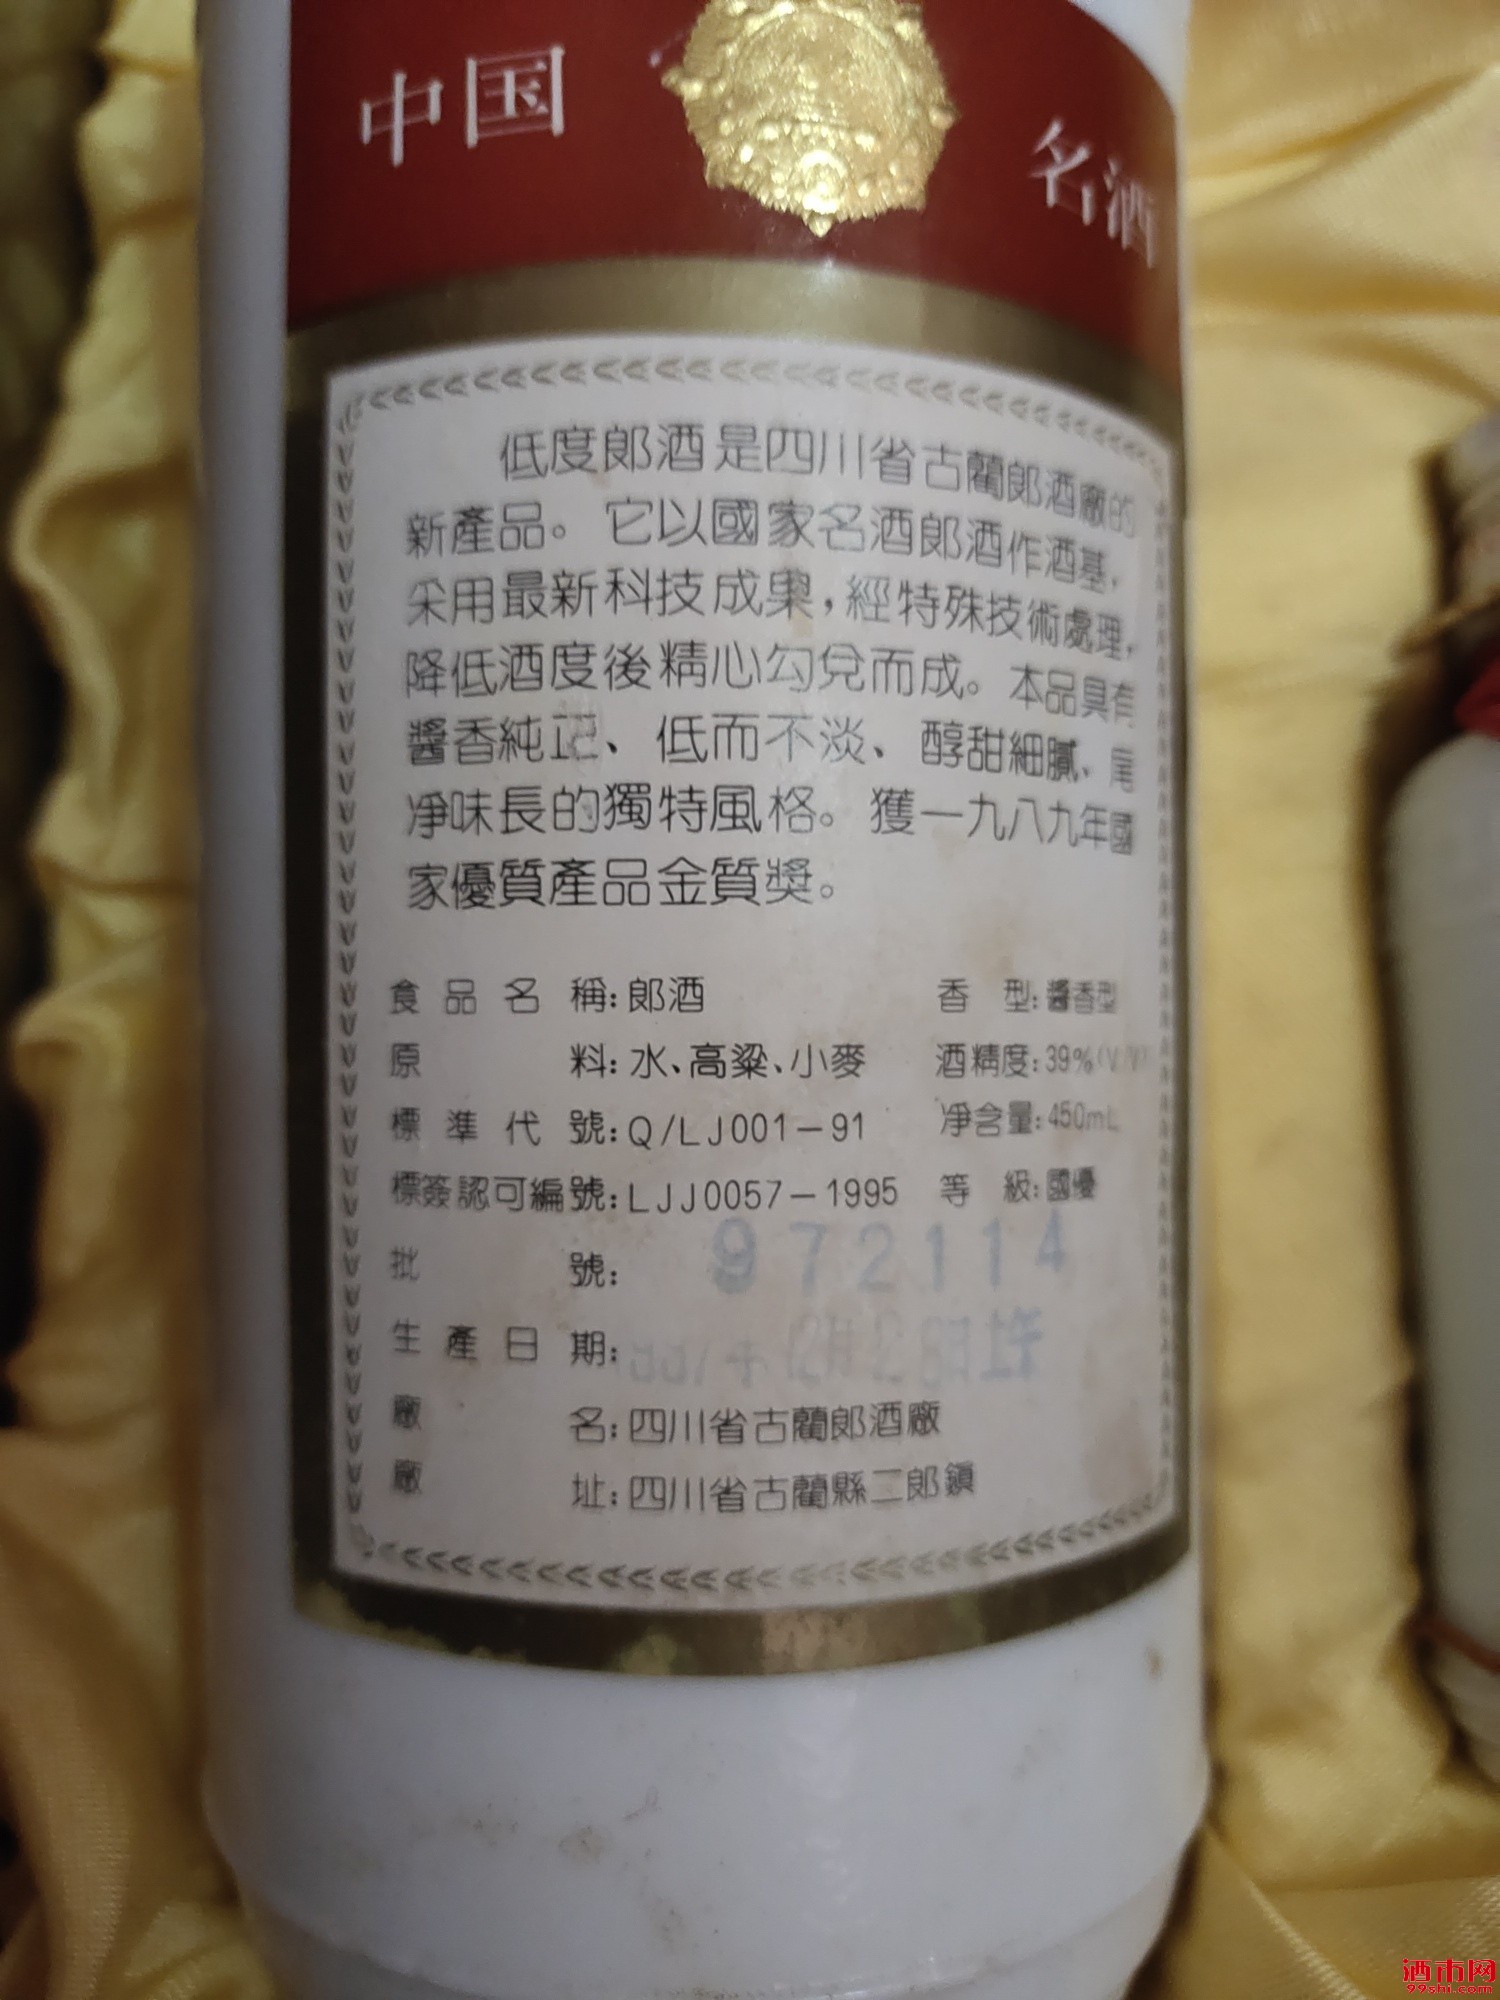 中国 名酒
低度郎酒是四川省古藺郎酒廠的
新產品。它以國家名酒郎酒作酒基,
采用最新科技成果,經特殊技術處理,
降低酒度後精心勾兌而成。本品具有
醬香純正、低而不淡、醇甜細膩、尾
淨味長的獨特風格。獲一九八九年國
家優質產品金質獎。
食品名稱:郎酒 香型:醬香型
原料:水、高粱、小麥 酒精度:39%(V/V)
標準代號:Q/LJ001-91 淨含量:450mL
標簽認可編號:LJJ0057-1995 等級:國優
批號: 972114
生產日期:
廠名:四川省古藺郎酒廠
廠址:四川省古藺縣二郎鎮
酒市网
99shi.com